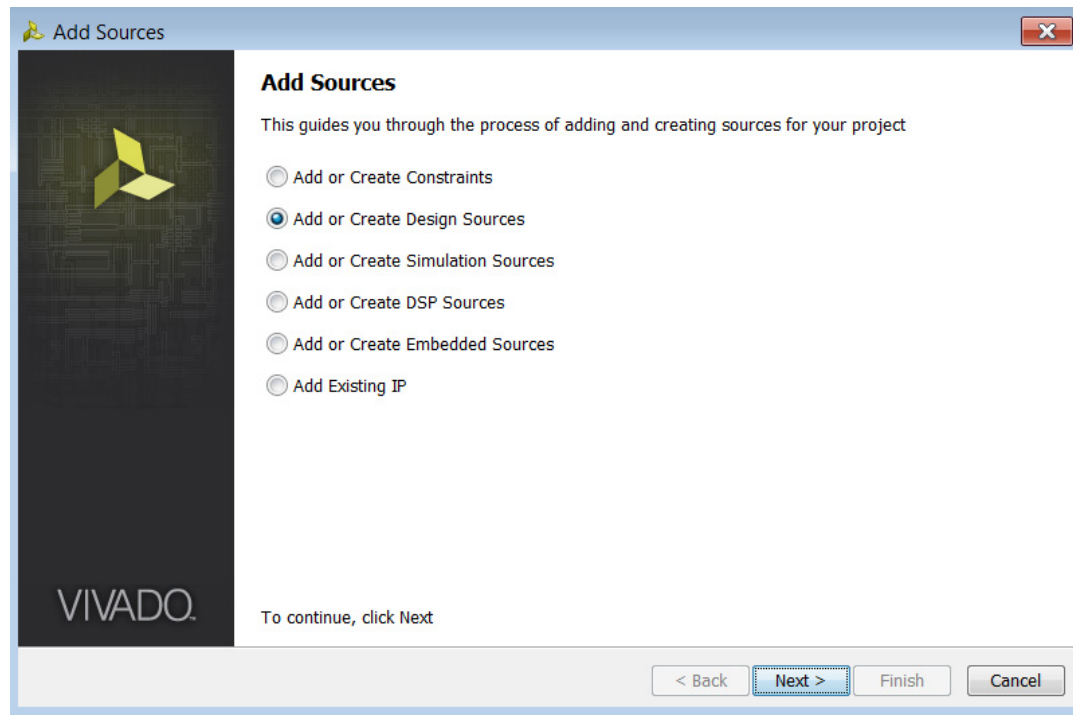 Add Sources
Add Sources
This guides you through the process of adding and creating sources for your project
Add or Create Constraints
Add or Create Design Sources
Add or Create Simulation Sources
Add or Create DSP Sources
Add or Create Embedded Sources
Add Existing IP
VIVADO™
To continue, click Next
< Back
Next >
Finish
Cancel